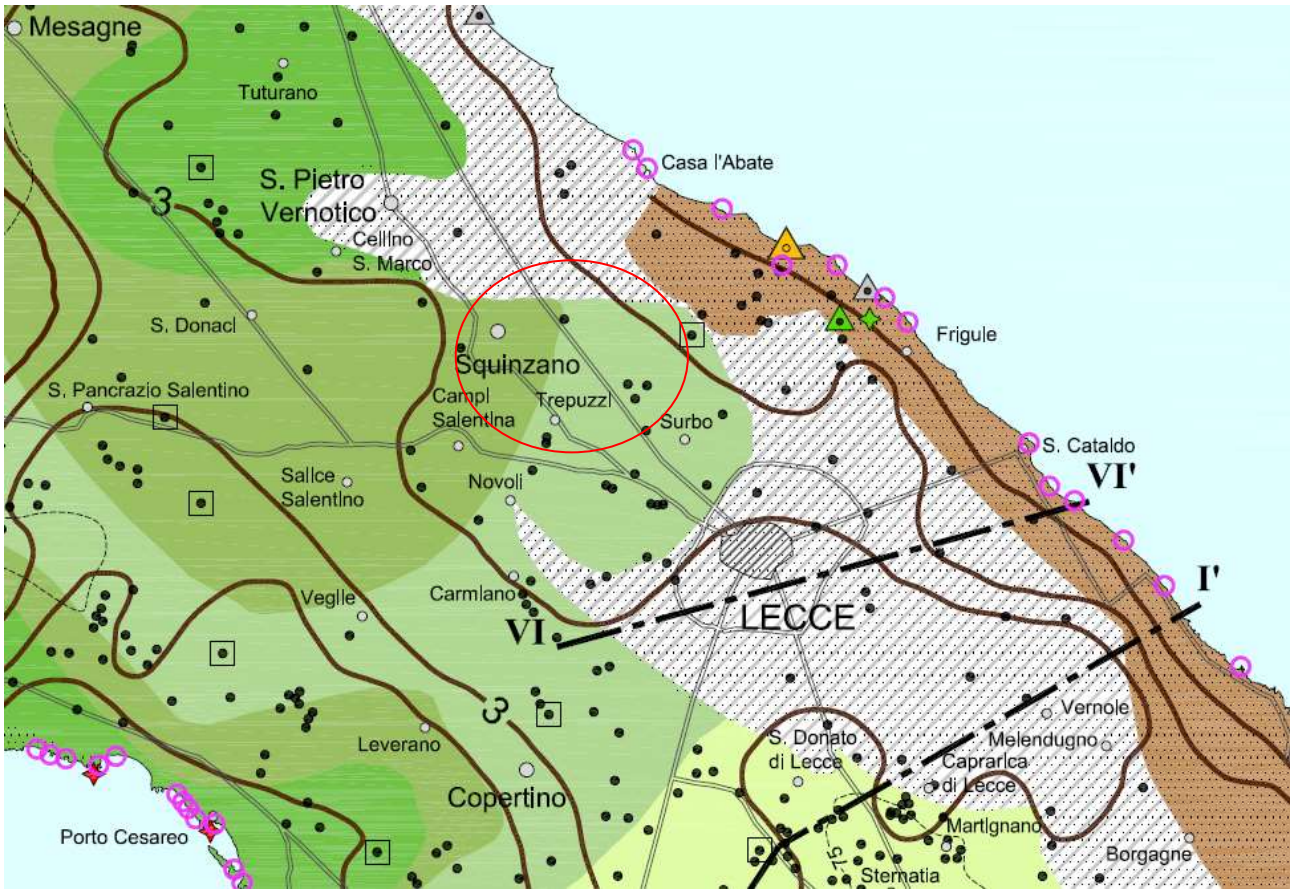 Mesagne
Tuturano
Casa l'Abate
S. Pietro
Vernotico
3
CellIno
S. Marco
S. DonacI
Frigule
Squinzano
S. Pancrazio Salentino
CampI
SalentIna
TrepuzzI
Surbo
S. Cataldo
SalIce
SalentIno
Novoli
VI'
I'
CarmIano
VeglIe
VI
LECCE
3
Vernole
Leverano
S. Donato
di Lecce
Melendugno
CaprarIca
di Lecce
Copertino
Porto Cesareo
MartIgnano
Borgagne
-75
Sternatia